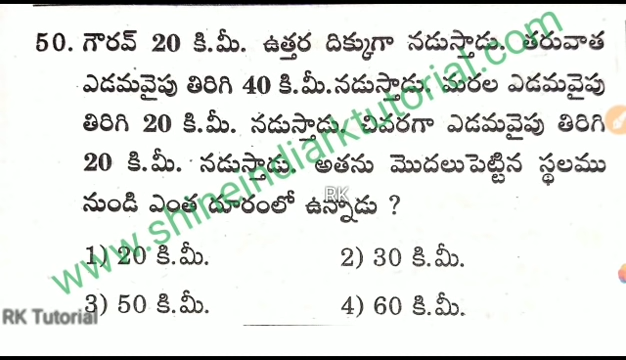 50. గౌరవ్ 20 కి.మీ. ఉత్తర దిక్కుగా నడుస్తాడు. తరువాత
ఎడమవైపు తిరిగి 40 కి.మీ.నడుస్తాడు. మరల ఎడమవైపు
తిరిగి 20 కి.మీ. నడుస్తాడు. చివరగా ఎడమవైపు తిరిగి
20 కి.మీ. నడుస్తాడు. అతను మొదలుపెట్టిన స్థలము
RK
నుండి ఎంత దూరంలో ఉన్నాడు ?
1) 20 కి.మీ. 2) 30 కి.మీ.
3) 50 కి.మీ. 4) 60 కి.మీ.
RK Tutorial
www.shineindiarktutorial.com